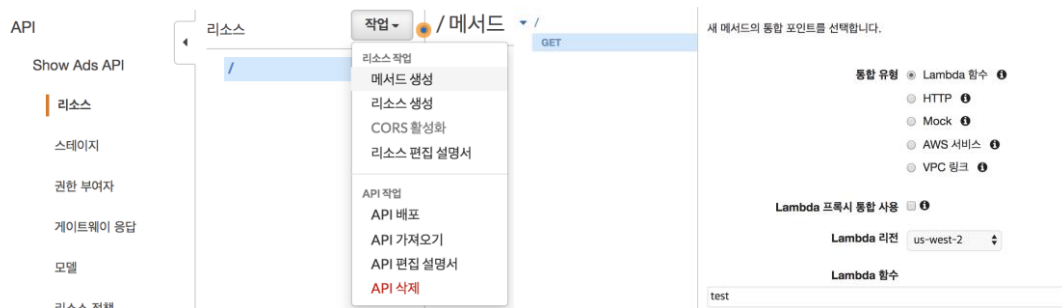 API
Show Ads API
리소스
스테이지
권한 부여자
게이트웨이 응답
모델
리소스 정책
리소스
/
작업
리소스 작업
메서드 생성
리소스 생성
CORS 활성화
리소스 편집 설명서
API 작업
API 배포
API 가져오기
API 편집 설명서
API 삭제
/ 메서드
/
GET
새 메서드의 통합 포인트를 선택합니다.
통합 유형 Lambda 함수
HTTP
Mock
AWS 서비스
VPC 링크
Lambda 프록시 통합 사용
Lambda 리전 us-west-2
Lambda 함수
test